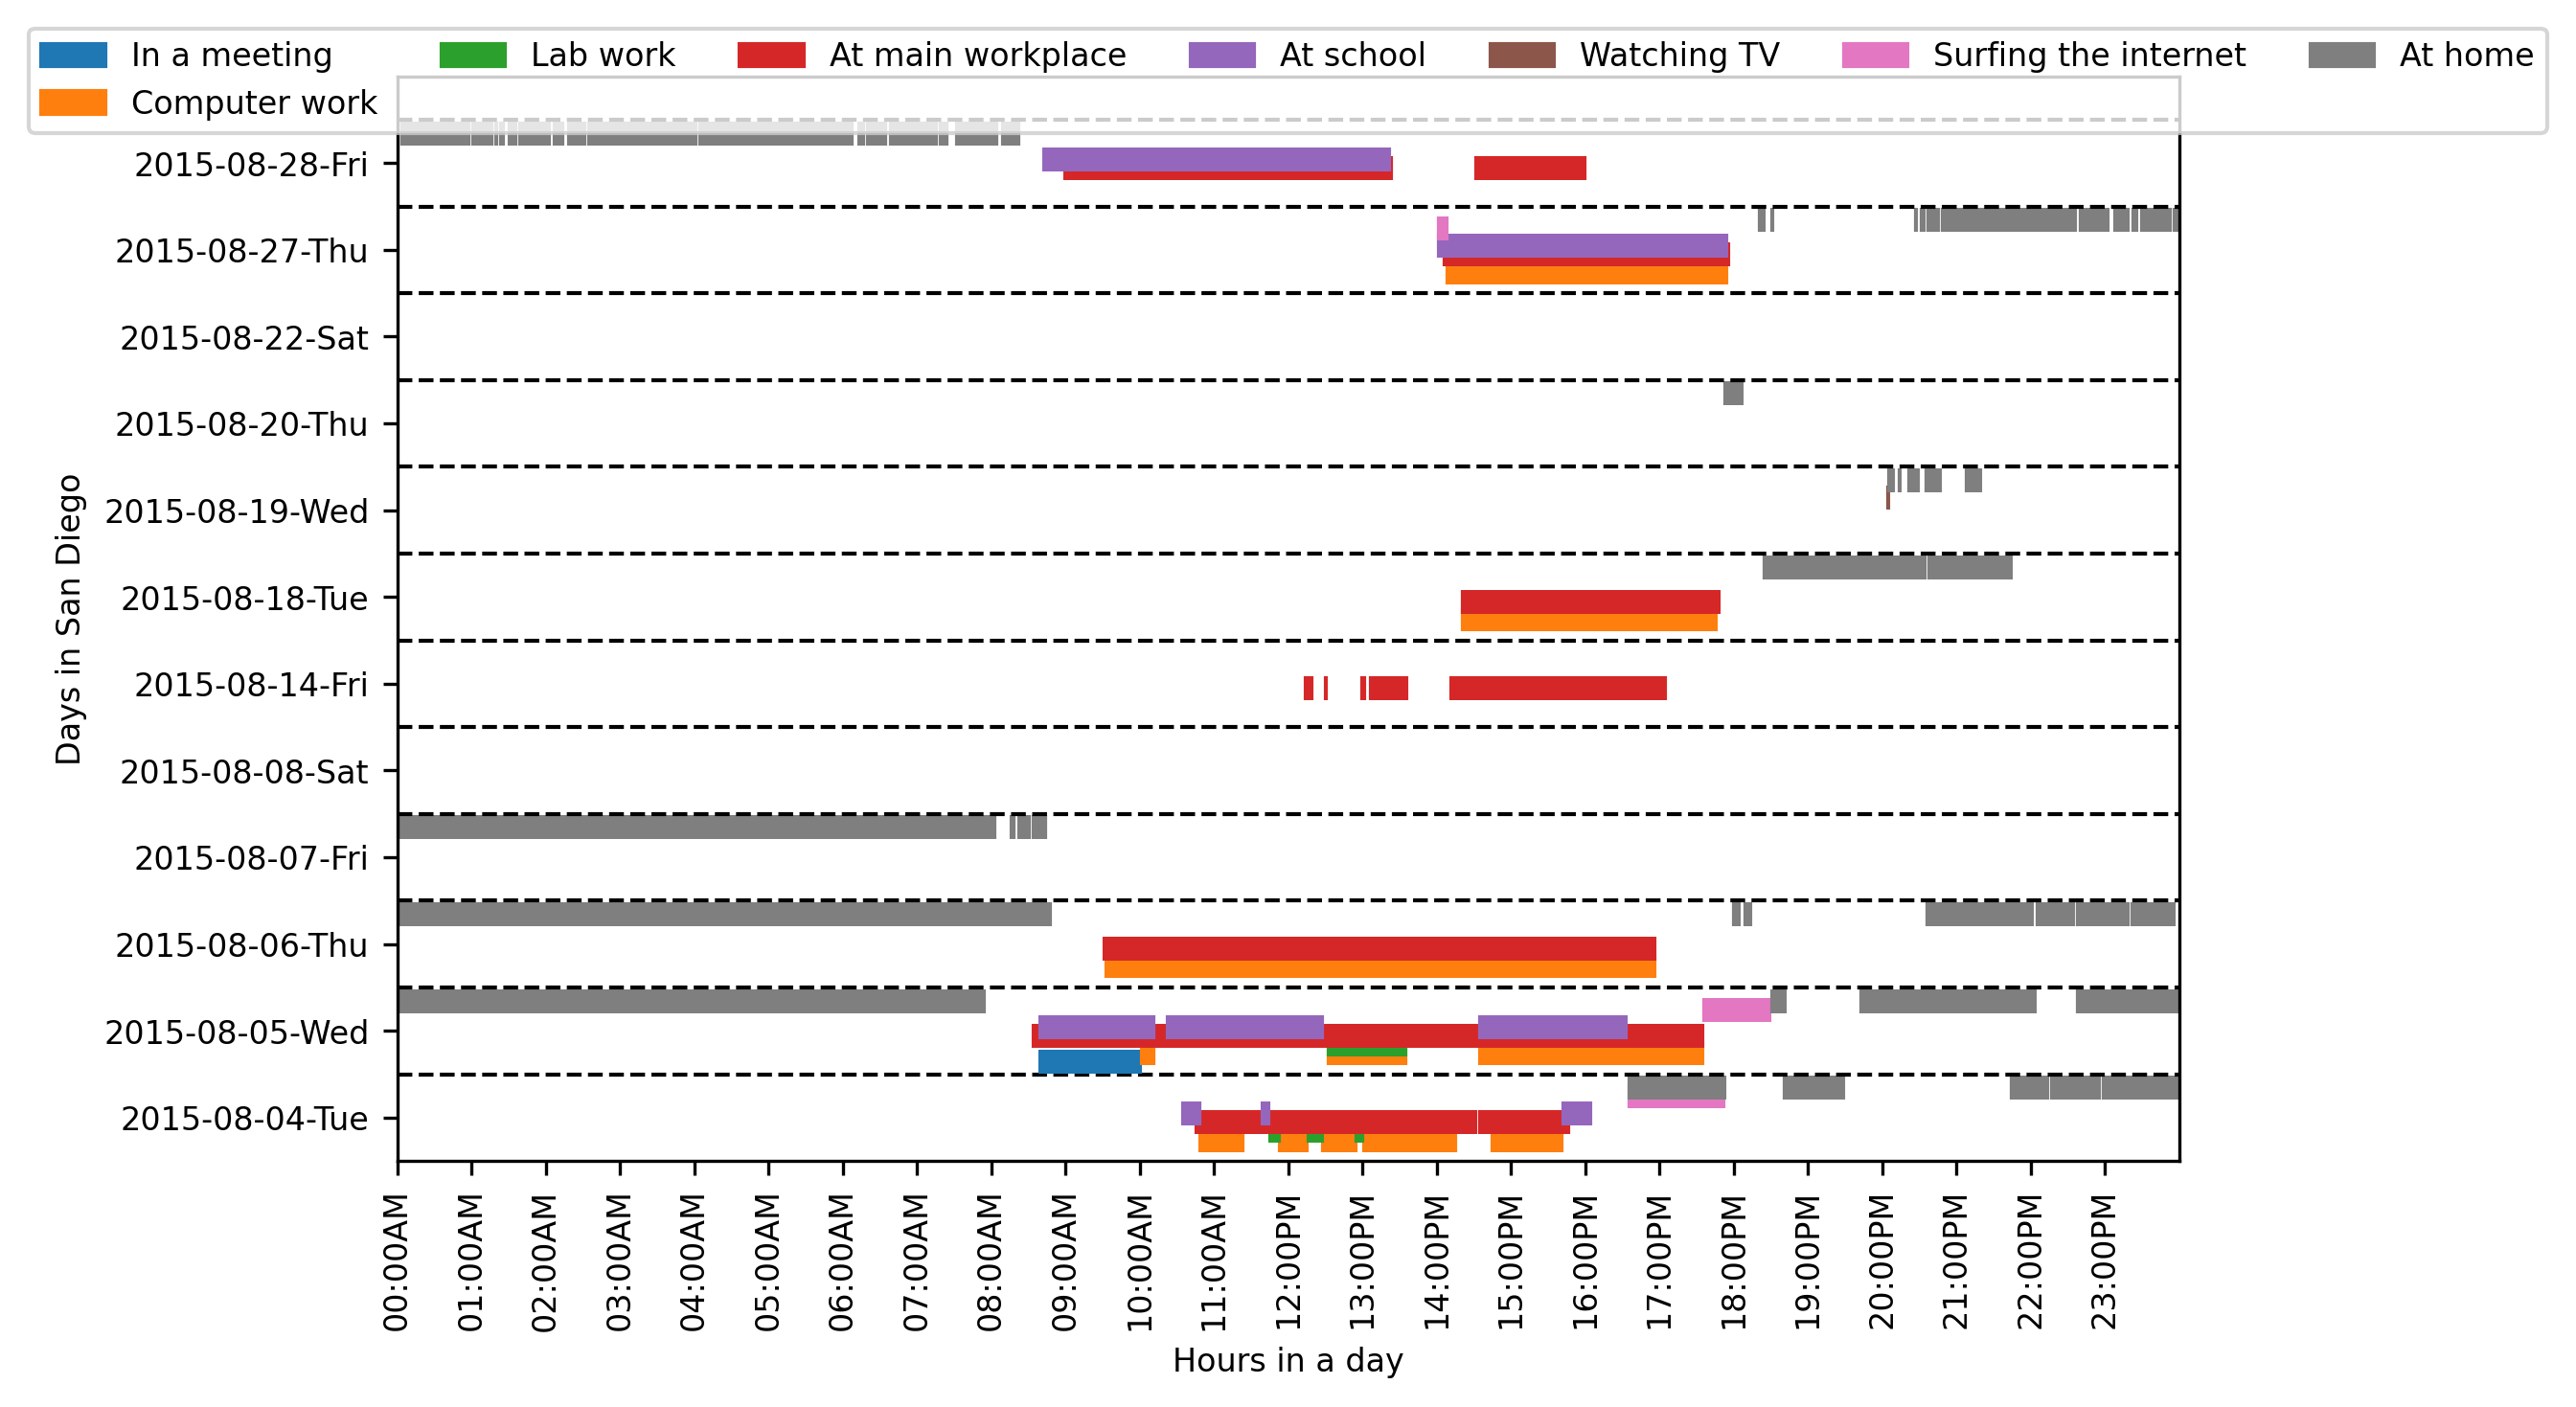 In a meeting Lab work At main workplace At school Watching TV Surfing the internet At home
Computer work
2015-08-28-Fri
2015-08-27-Thu
2015-08-22-Sat
2015-08-20-Thu
2015-08-19-Wed
2015-08-18-Tue
2015-08-14-Fri
2015-08-08-Sat
2015-08-07-Fri
2015-08-06-Thu
2015-08-05-Wed
2015-08-04-Tue
Days in San Diego
00:00AM
01:00AM
02:00AM
03:00AM
04:00AM
05:00AM
06:00AM
07:00AM
08:00AM
09:00AM
10:00AM
11:00AM
12:00PM
13:00PM
14:00PM
15:00PM
16:00PM
17:00PM
18:00PM
19:00PM
20:00PM
21:00PM
22:00PM
23:00PM
Hours in a day